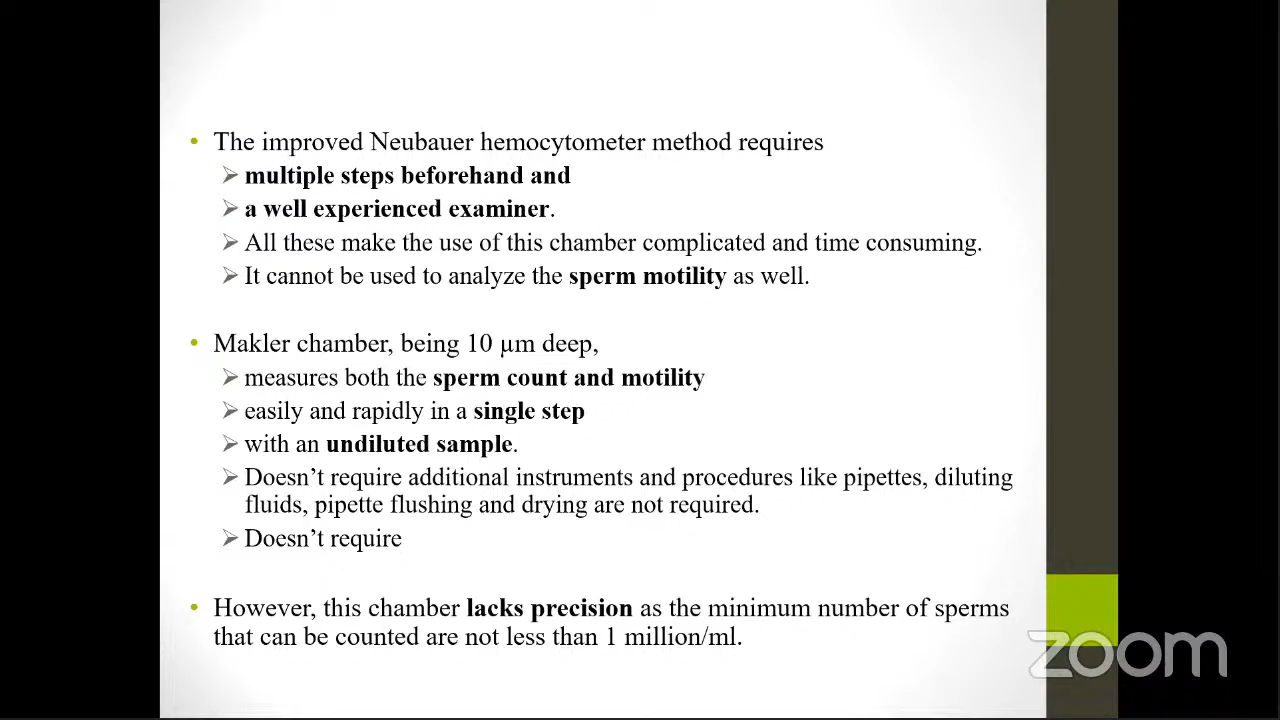 • The improved Neubauer hemocytometer method requires
➢ multiple steps beforehand and
➢ a well experienced examiner.
➢ All these make the use of this chamber complicated and time consuming.
➢ It cannot be used to analyze the sperm motility as well.
• Makler chamber, being 10 µm deep,
➢ measures both the sperm count and motility
➢ easily and rapidly in a single step
➢ with an undiluted sample.
➢ Doesn’t require additional instruments and procedures like pipettes, diluting
fluids, pipette flushing and drying are not required.
➢ Doesn’t require
• However, this chamber lacks precision as the minimum number of sperms
that can be counted are not less than 1 million/ml.
zoom